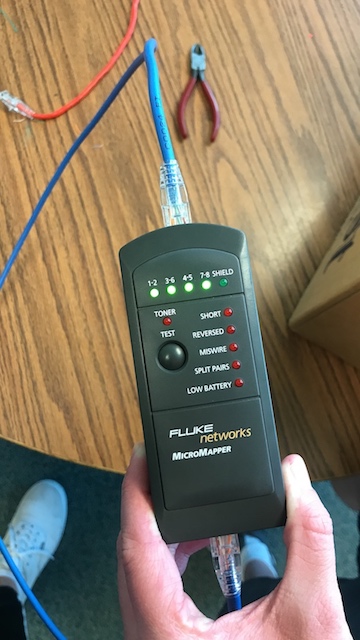 1-2 3-6 4-5 7-8 SHIELD
TONER
SHORT
TEST
REVERSED
MISWIRE
SPLIT PAIRS
LOW BATTERY
FLUKE
networks
MICROMAPPER